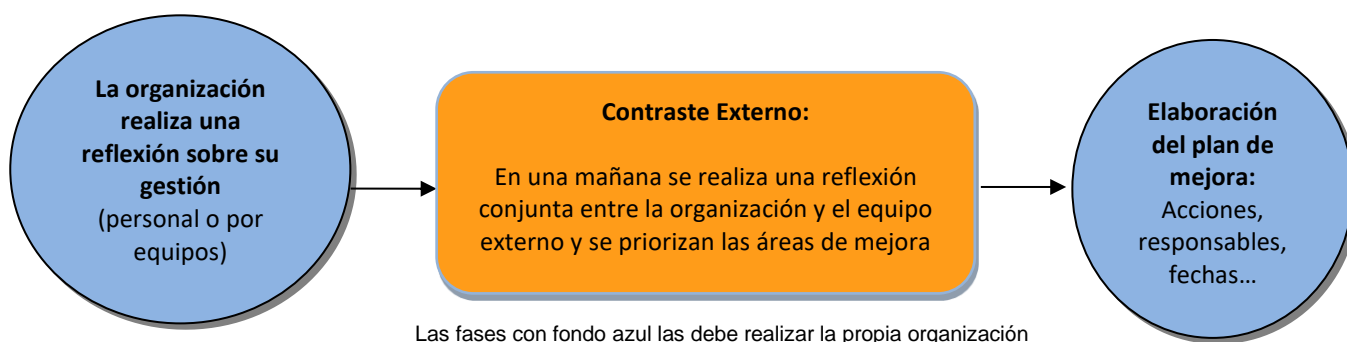 La organización
realiza una
reflexión sobre su
gestión
(personal o por
equipos)
Contraste Externo:
En una mañana se realiza una reflexión
conjunta entre la organización y el equipo
externo y se priorizan las áreas de mejora
Elaboración
del plan de
mejora:
Acciones,
responsables,
fechas…
Las fases con fondo azul las debe realizar la propia organización